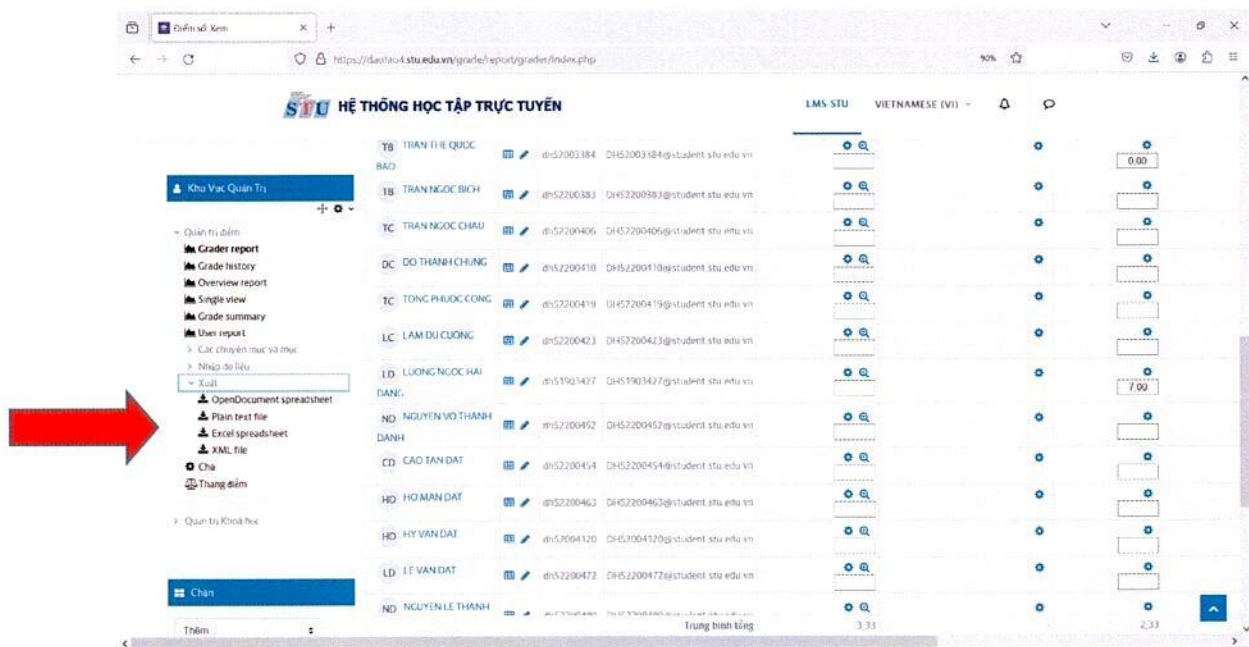 Điểm số: Xem
https://daotao4.stu.edu.vn/grade/report/grader/index.php
90%
STU HỆ THỐNG HỌC TẬP TRỰC TUYẾN
LMS-STU
VIETNAMESE (VI)
Khu Vực Quản Trị
Quản trị điểm
Grader report
Grade history
Overview report
Single view
Grade summary
User report
Các chuyên mục và mục
Nhập dữ liệu
Xuất
OpenDocument spreadsheet
Plain text file
Excel spreadsheet
XML file
Chữ
Thang điểm
Quản trị Khoá học
Chặn
Thêm
TB TRAN THE QUOC BAO dh52003384 DH52003384@student.stu.edu.vn 0,00
TB TRAN NGOC BICH dh52200383 DH52200383@student.stu.edu.vn
TC TRAN NGOC CHAU dh52200406 DH52200406@student.stu.edu.vn
DC DO THANH CHUNG dh52200410 DH52200410@student.stu.edu.vn
TC TONG PHUOC CONG dh52200419 DH52200419@student.stu.edu.vn
LC LAM DU CUONG dh52200423 DH52200423@student.stu.edu.vn
LD LUONG NGOC HAI DANG dh51903427 DH51903427@student.stu.edu.vn 7,00
ND NGUYEN VO THANH DANH dh52200452 DH52200452@student.stu.edu.vn
CD CAO TAN DAT dh52200454 DH52200454@student.stu.edu.vn
HD HO MAN DAT dh52200463 DH52200463@student.stu.edu.vn
HD HY VAN DAT dh52004120 DH52004120@student.stu.edu.vn
LD LE VAN DAT dh52200472 DH52200472@student.stu.edu.vn
ND NGUYEN LE THANH
Trung bình tổng 3,33 2,33